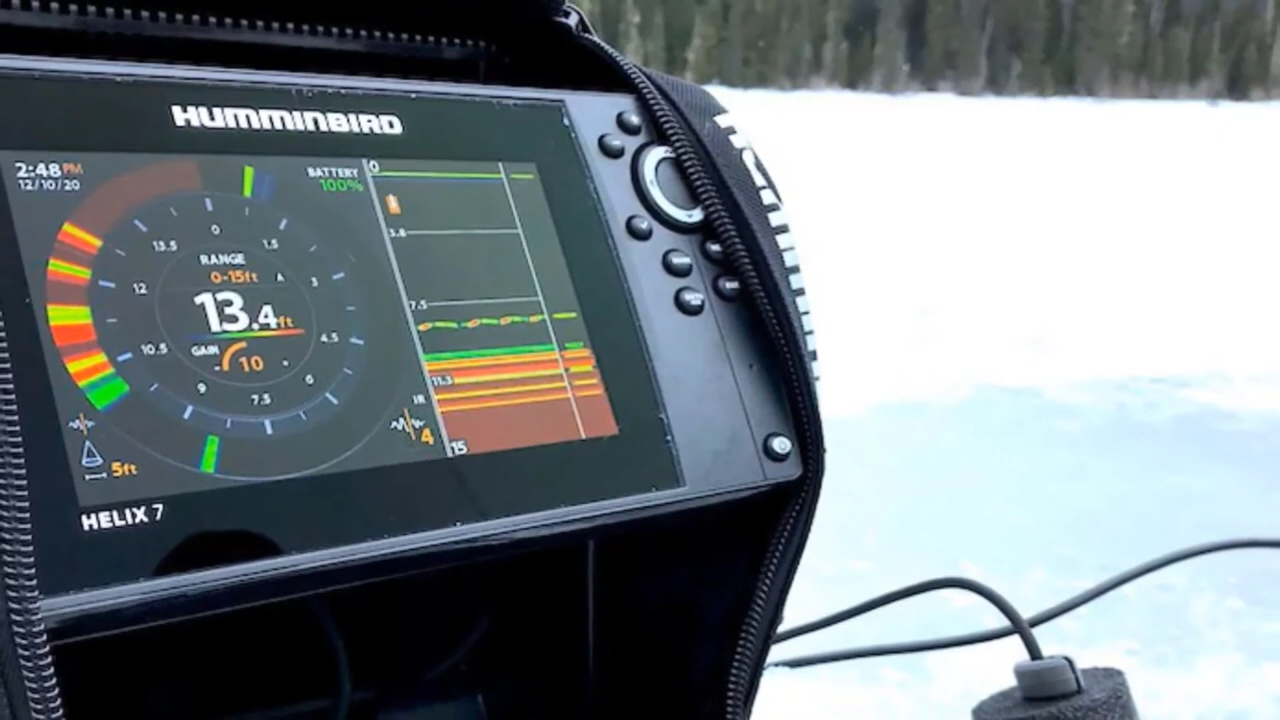 HUMMINBIRD
2:48 PM
12/10/20
BATTERY
100%
0
13.5
1.5
12
3
10.5
4.5
9
6
7.5
RANGE
0-15ft
A
13.4ft
GAIN
- 10
5ft
IR
4
0
3.8
7.5
11.3
15
HELIX 7